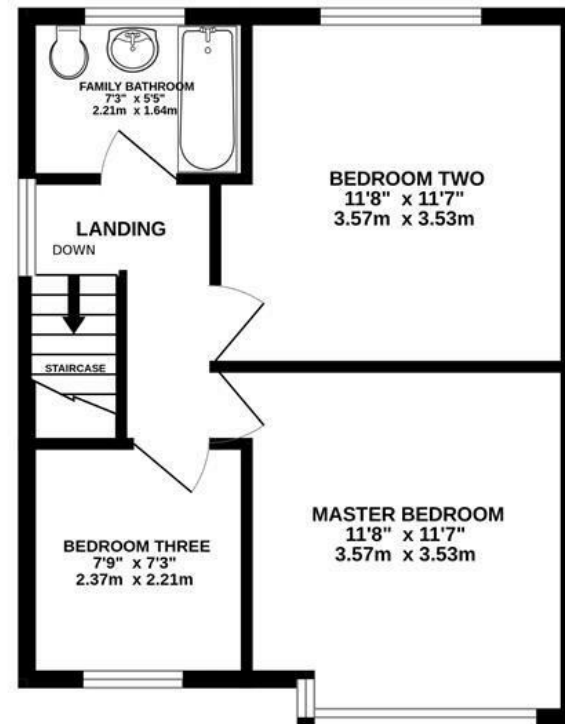 FAMILY BATHROOM
7'3" x 5'5"
2.21m x 1.64m
BEDROOM TWO
11'8" x 11'7"
3.57m x 3.53m
LANDING
DOWN
STAIRCASE
MASTER BEDROOM
11'8" x 11'7"
3.57m x 3.53m
BEDROOM THREE
7'9" x 7'3"
2.37m x 2.21m